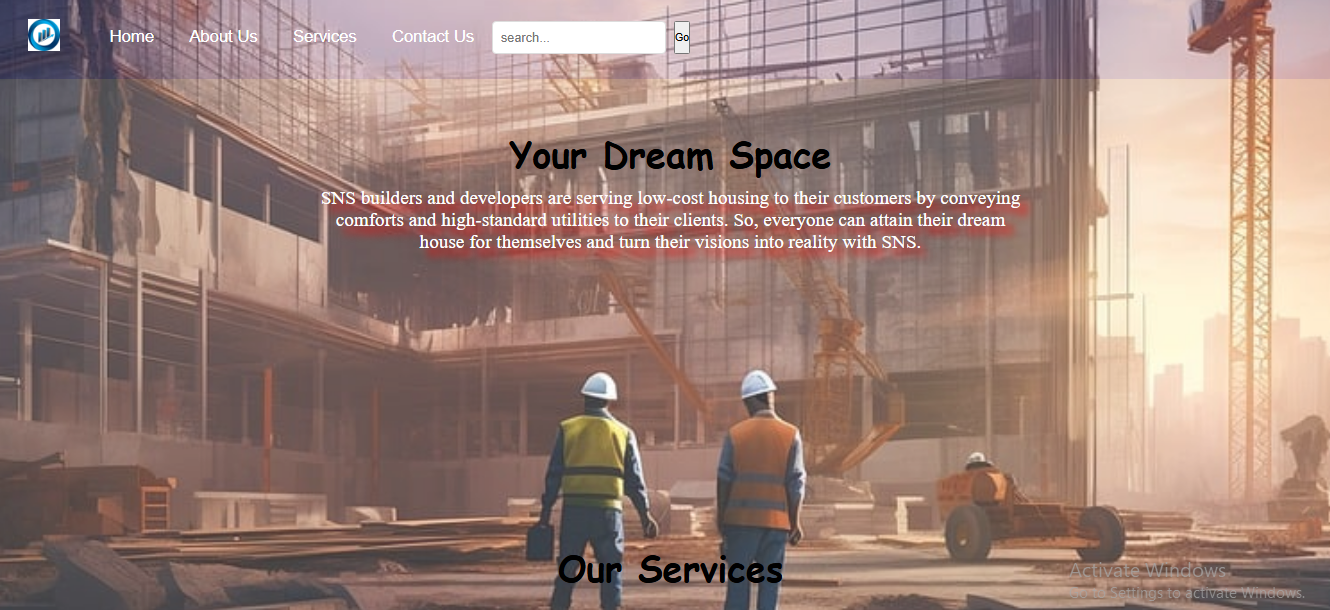 Home About Us Services Contact Us search... Go
Your Dream Space
SNS builders and developers are serving low-cost housing to their customers by conveying
comforts and high-standard utilities to their clients. So, everyone can attain their dream
house for themselves and turn their visions into reality with SNS.
Our Services
Activate Windows
Go to Settings to activate Windows.